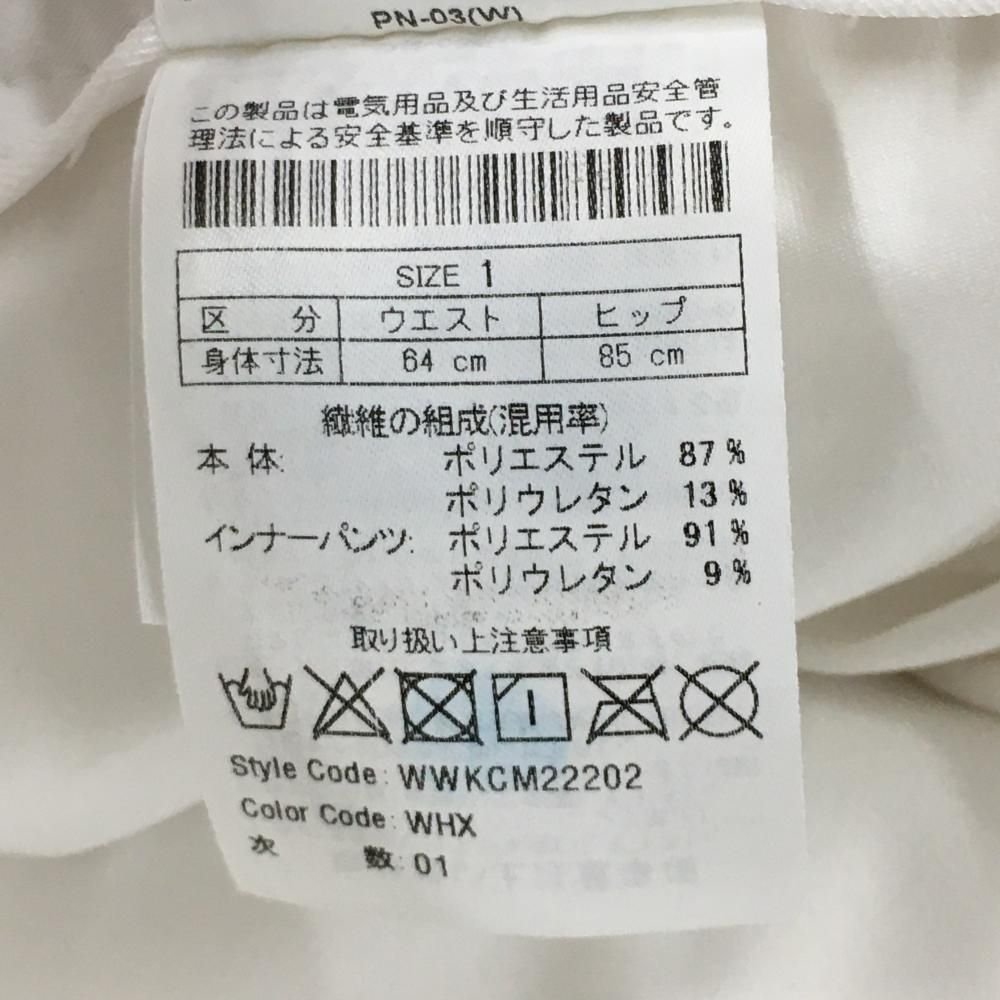 PN-03(W)
この製品は電気用品及び生活用品安全管
理法による安全基準を順守した製品です。
SIZE 1
区 分 ウエスト ヒップ
身体寸法 64 cm 85 cm
繊維の組成(混用率)
本 体: ポリエステル 87 %
ポリウレタン 13 %
インナーパンツ: ポリエステル 91 %
ポリウレタン 9 %
取り扱い上注意事項
Style Code: WWKCM22202
Color Code: WHX
次 数: 01